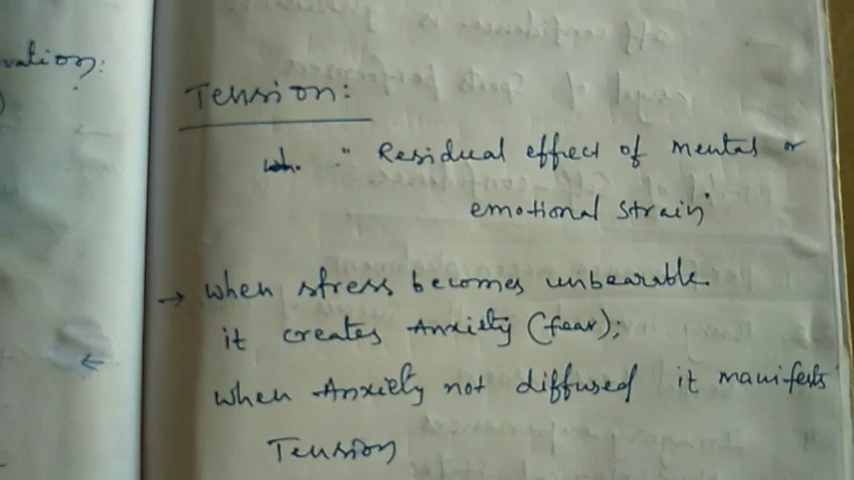 vation:
Tension:
" Residual effect of mental or
emotional strain"
→ when stress becomes unbearable.
it creates Anxiety (fear);
when Anxiety not diffused it manifests
Tension